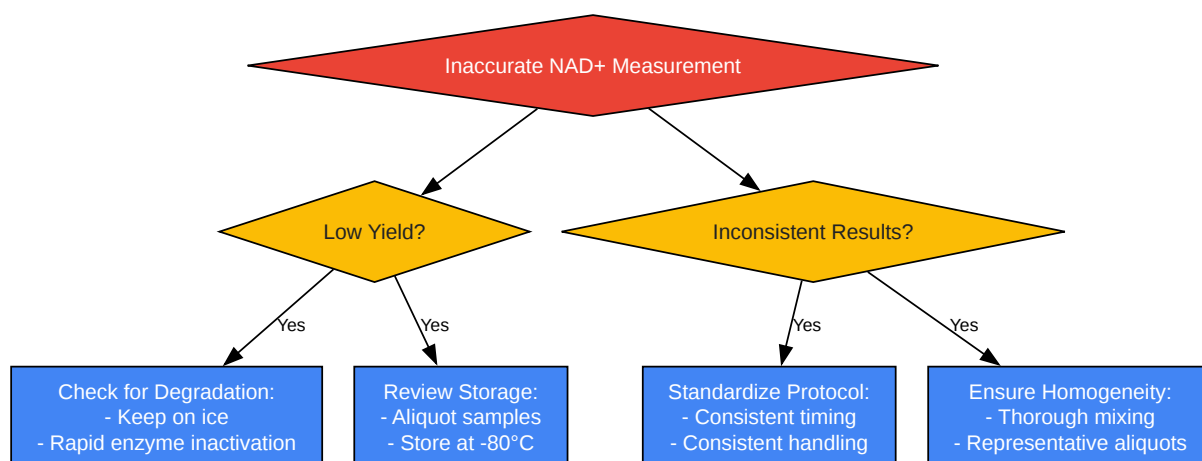 Inaccurate NAD+ Measurement
Low Yield?
Inconsistent Results?
Yes
Yes
Yes
Yes
Check for Degradation:
- Keep on ice
- Rapid enzyme inactivation
Review Storage:
- Aliquot samples
- Store at -80°C
Standardize Protocol:
- Consistent timing
- Consistent handling
Ensure Homogeneity:
- Thorough mixing
- Representative aliquots